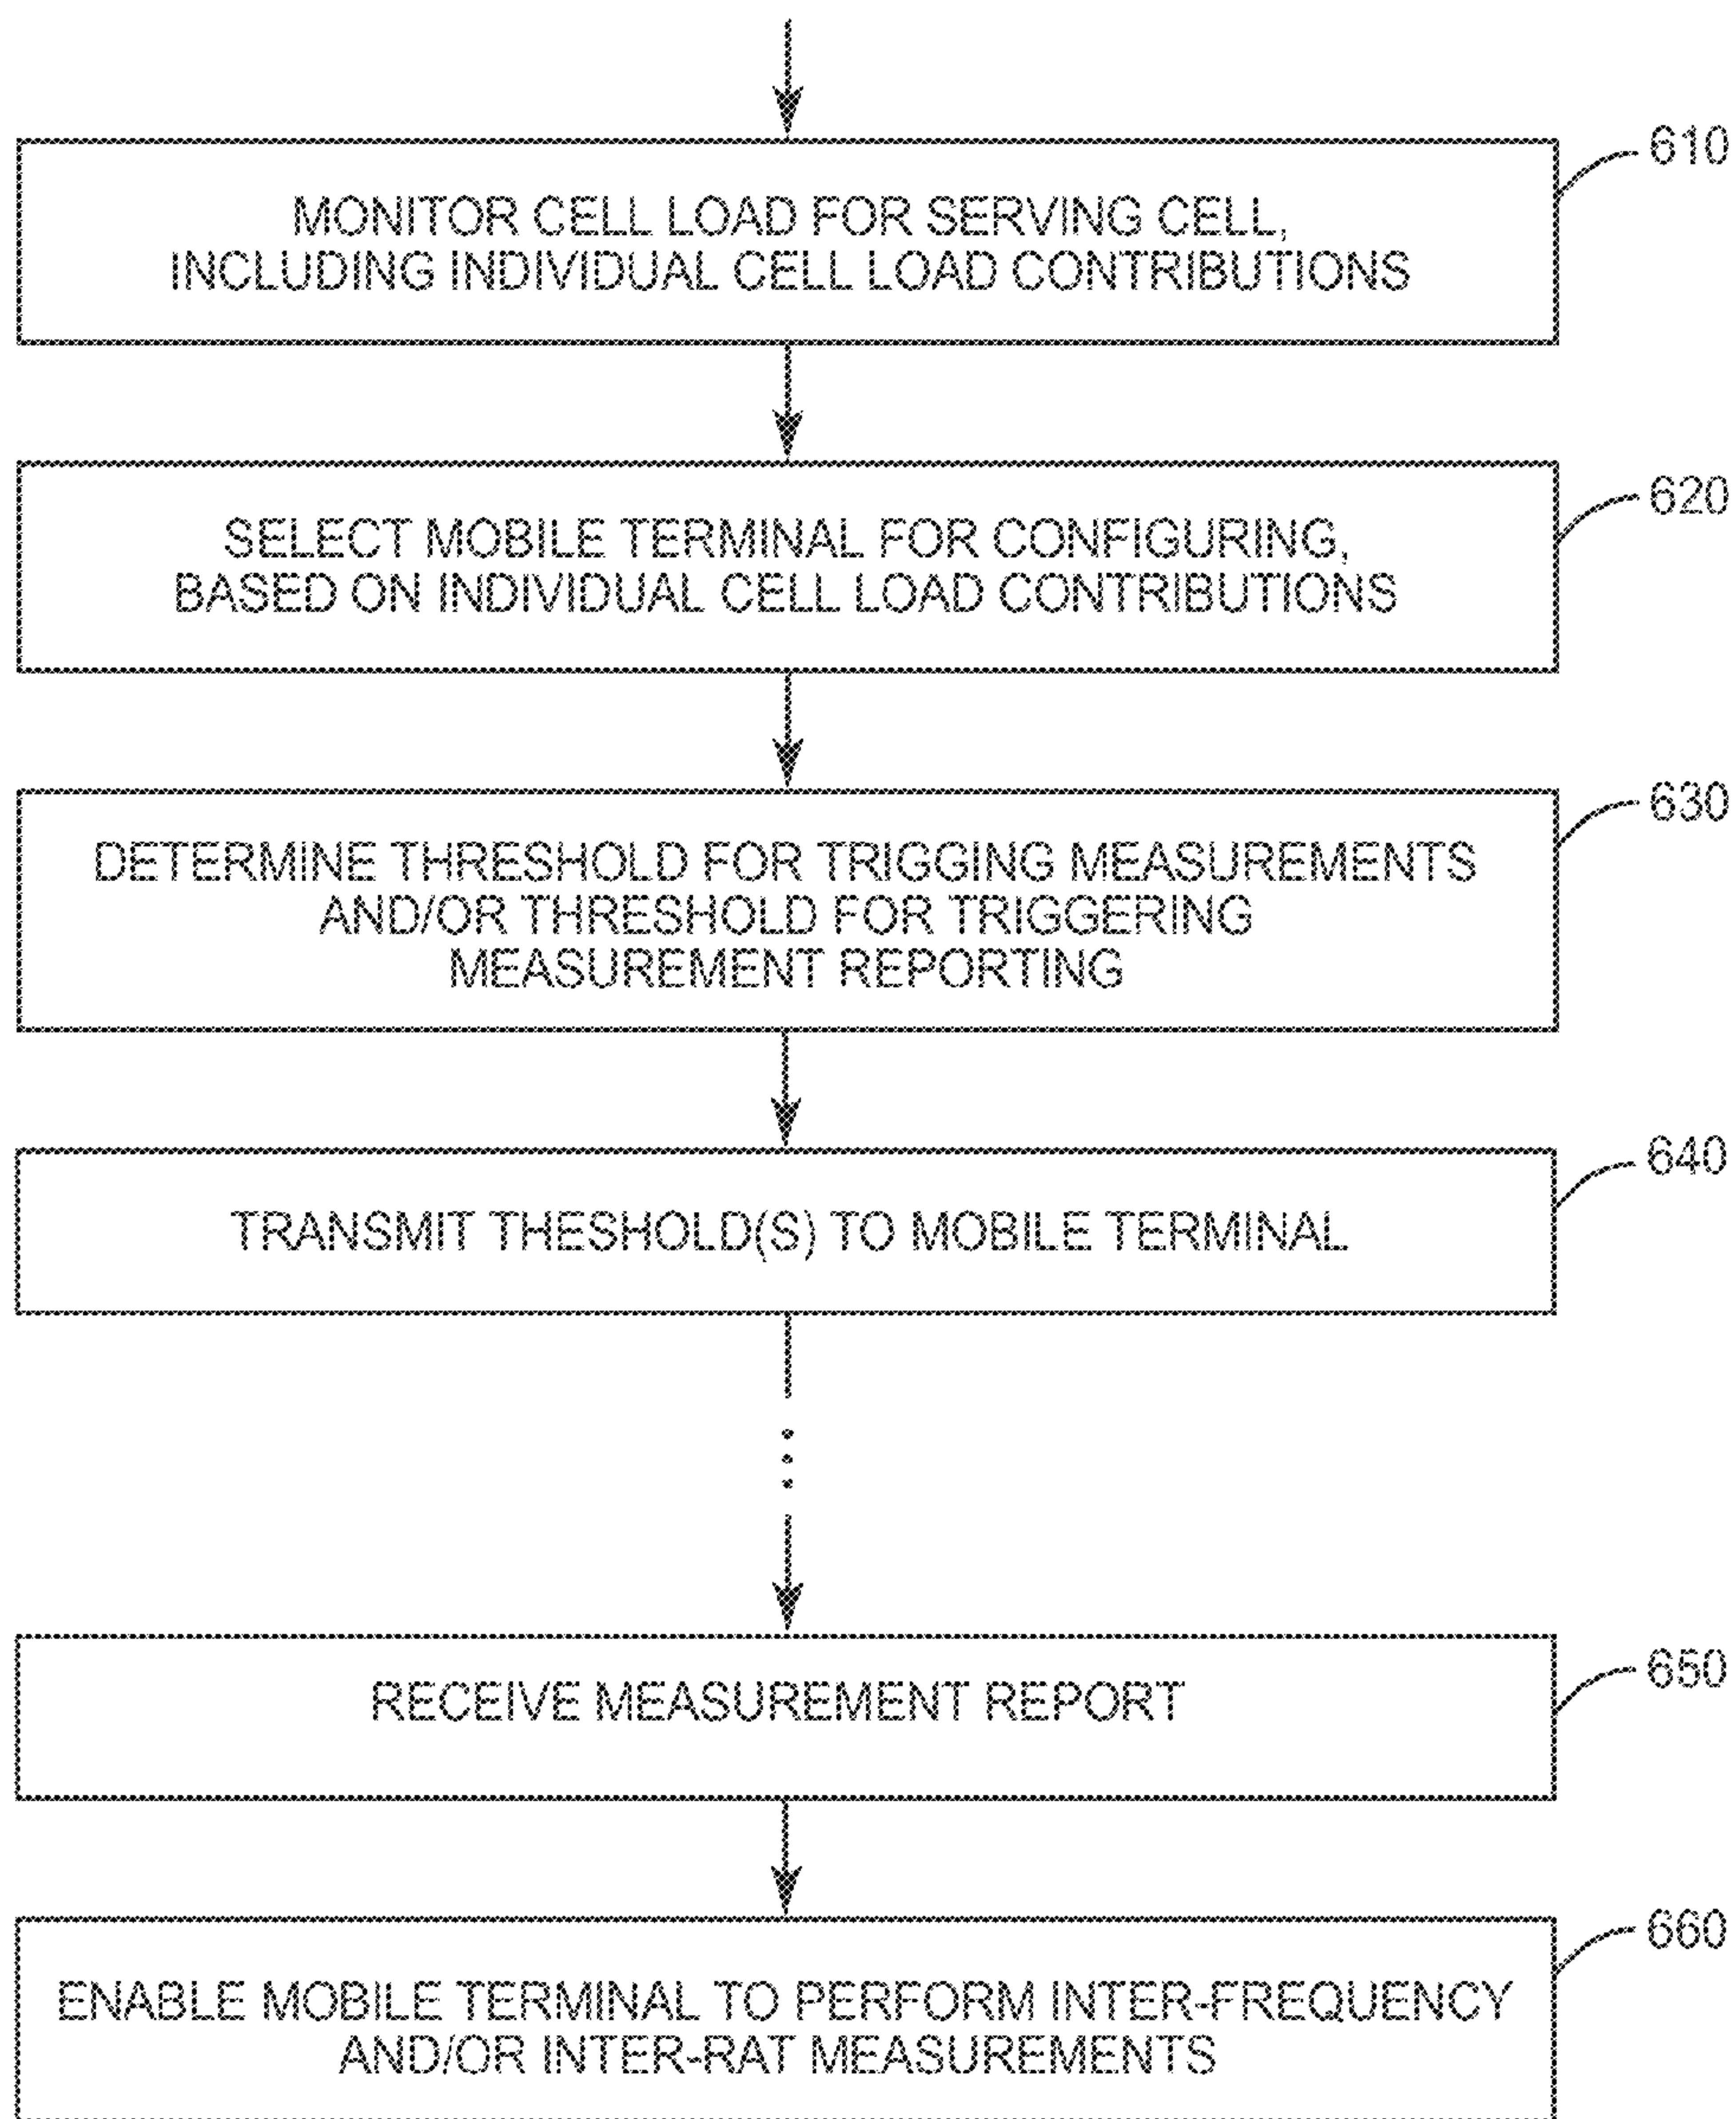 610
MONITOR CELL LOAD FOR SERVING CELL,
INCLUDING INDIVIDUAL CELL LOAD CONTRIBUTIONS
620
SELECT MOBILE TERMINAL FOR CONFIGURING,
BASED ON INDIVIDUAL CELL LOAD CONTRIBUTIONS
630
DETERMINE THRESHOLD FOR TRIGGING MEASUREMENTS
AND/OR THRESHOLD FOR TRIGGERING
MEASUREMENT REPORTING
640
TRANSMIT THESHOLD(S) TO MOBILE TERMINAL
650
RECEIVE MEASUREMENT REPORT
660
ENABLE MOBILE TERMINAL TO PERFORM INTER-FREQUENCY
AND/OR INTER-RAT MEASUREMENTS